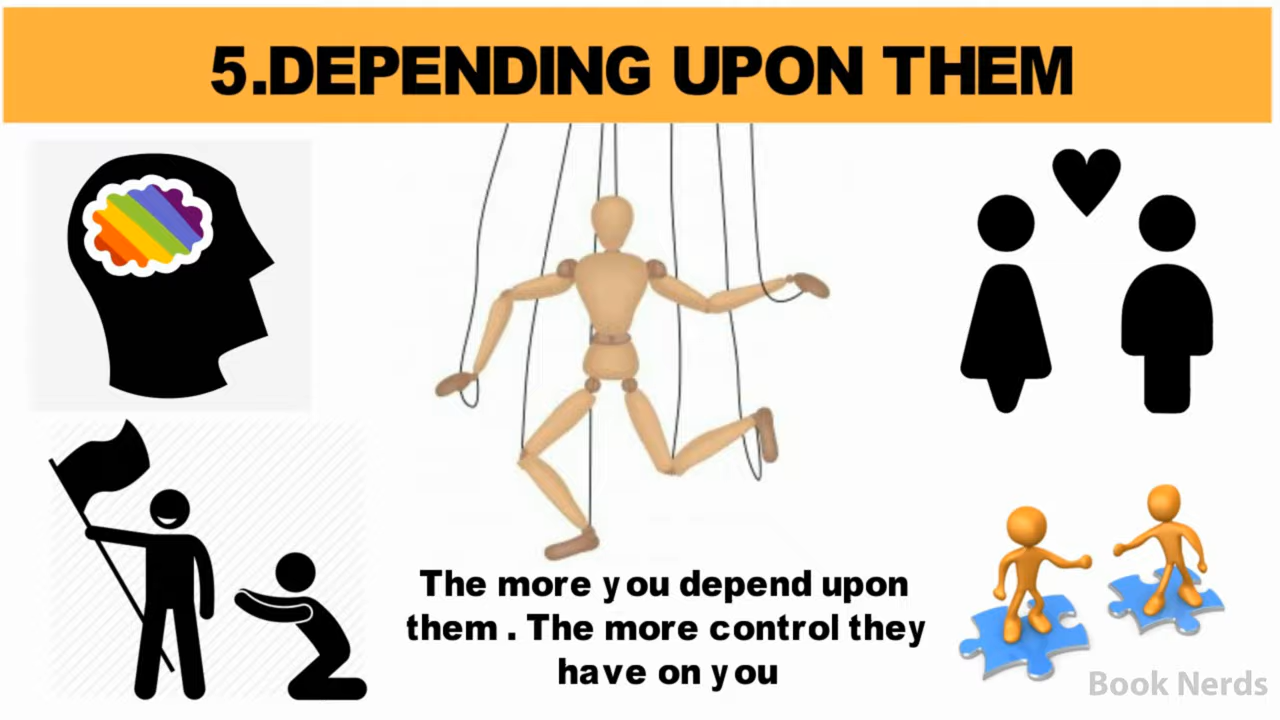 5.DEPENDING UPON THEM
The more you depend upon
them . The more control they
have on you
Book Nerds